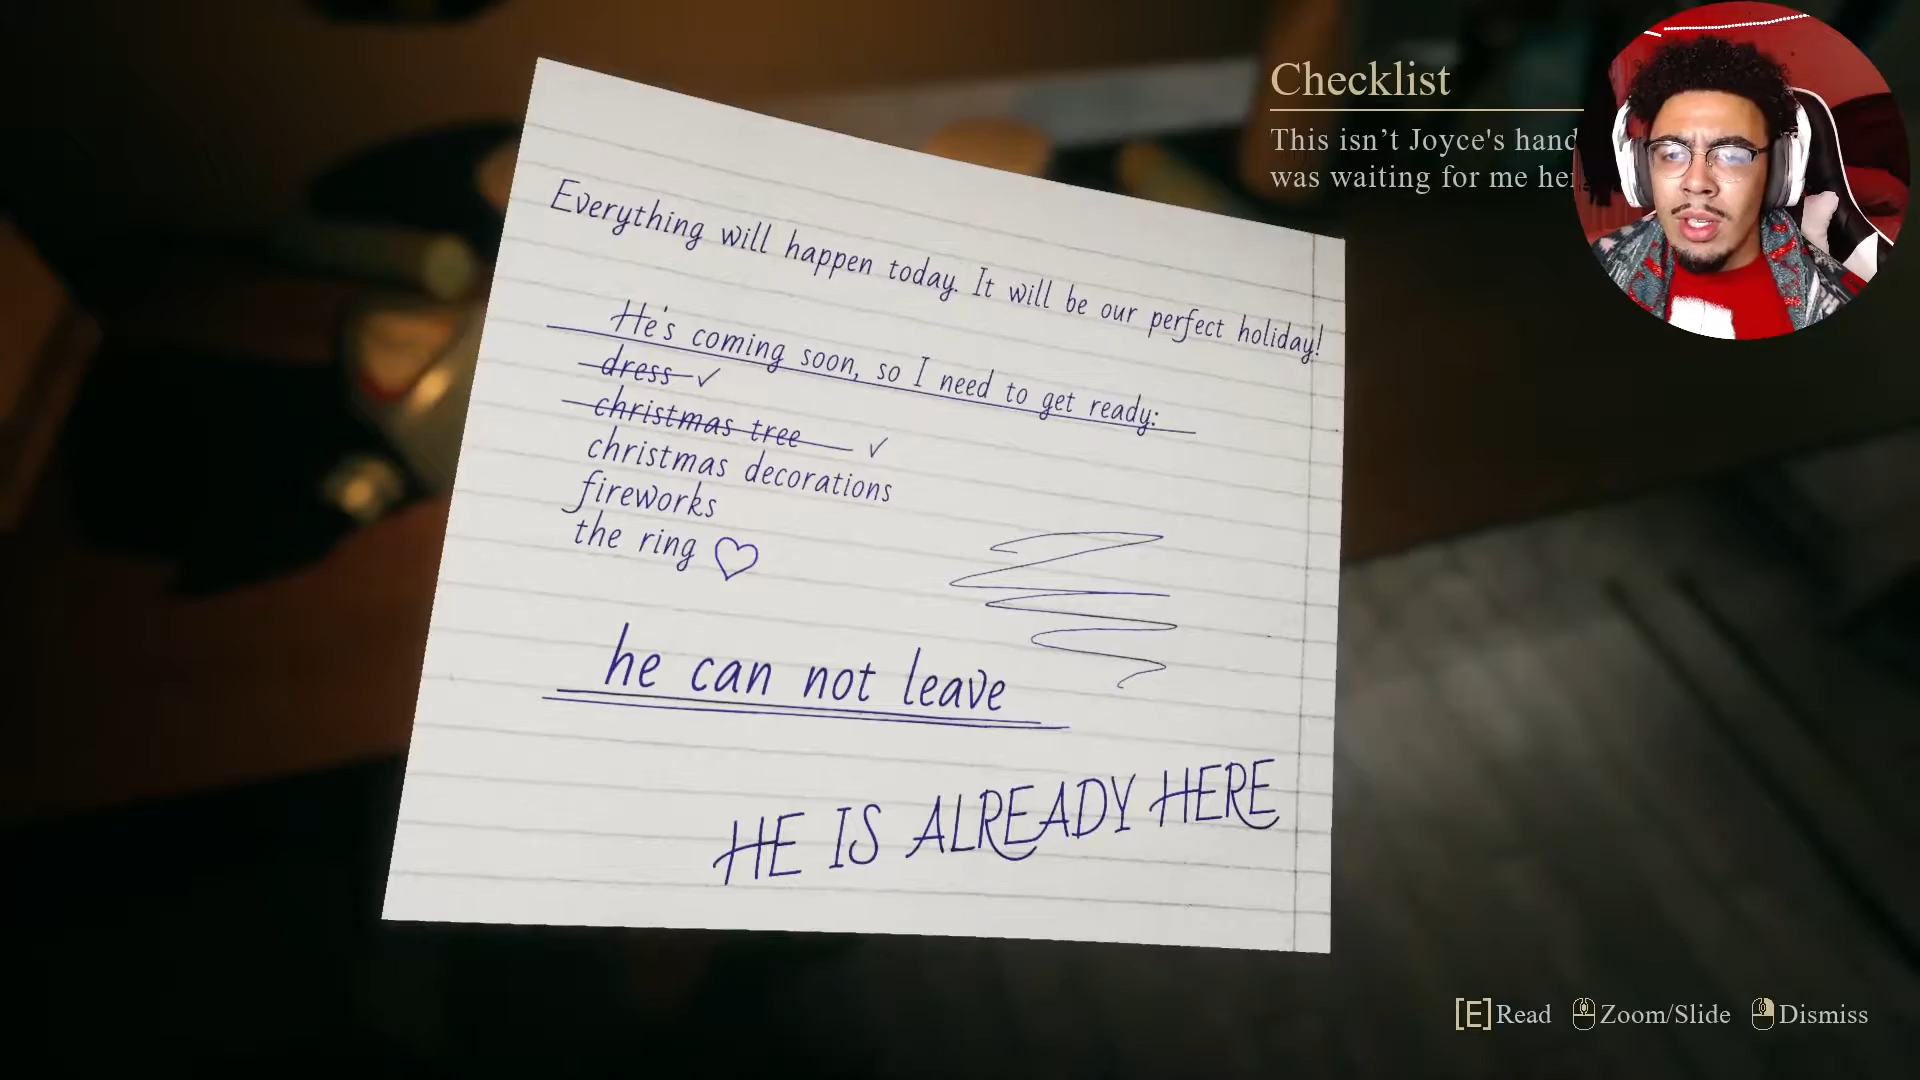 Checklist
This isn't Joyce's hand
was waiting for me
Everything will happen today. It will be our perfect holiday!
He's coming soon, so I need to get ready:
dress ✓
christmas tree ✓
christmas decorations
fireworks
the ring ♡
he can not leave
HE IS ALREADY HERE
[E] Read Zoom/Slide Dismiss